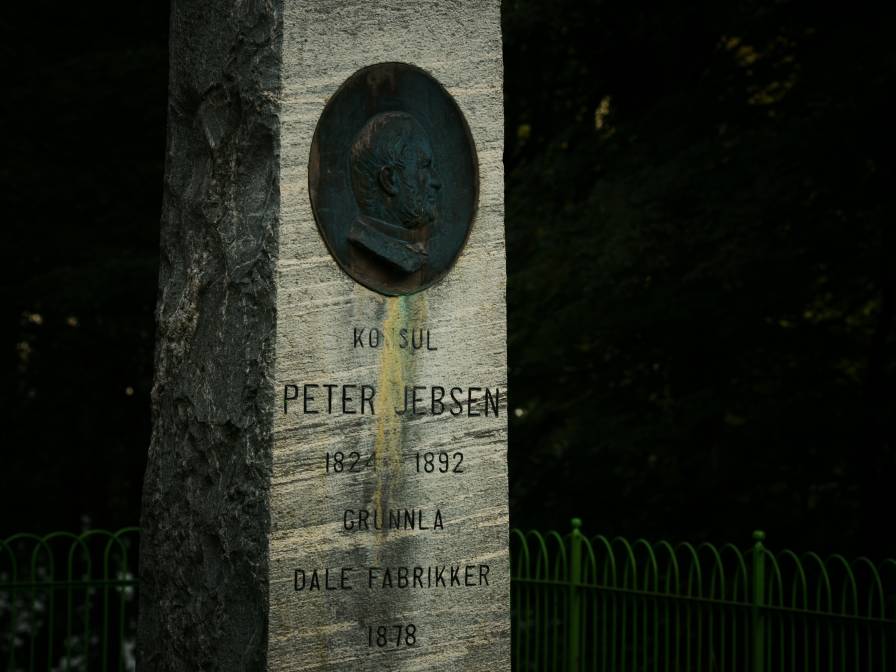 KONSUL
PETER JEBSEN
1824 1892
GRUNNLA
DALE FABRIKKER
1878